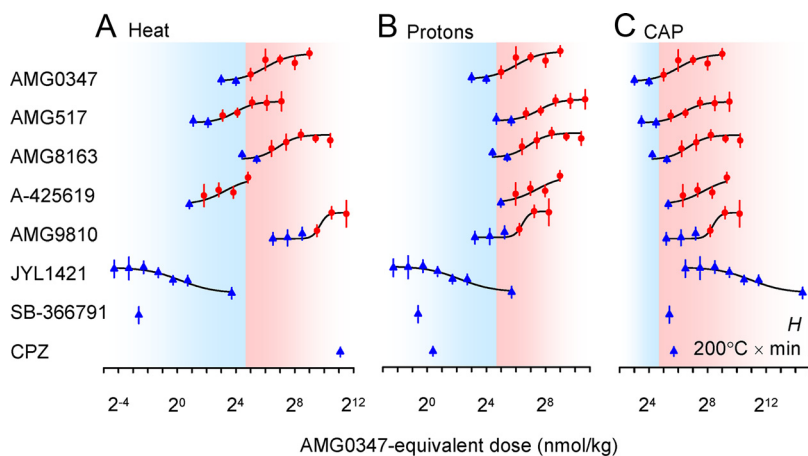 A Heat
B Protons
C CAP
AMG0347
AMG517
AMG8163
A-425619
AMG9810
JYL1421
SB-366791
H
CPZ
200°C × min
2⁻⁴ 2⁰ 2⁴ 2⁸ 2¹² 2⁰ 2⁴ 2⁸ 2⁴ 2⁸ 2¹²
AMG0347-equivalent dose (nmol/kg)